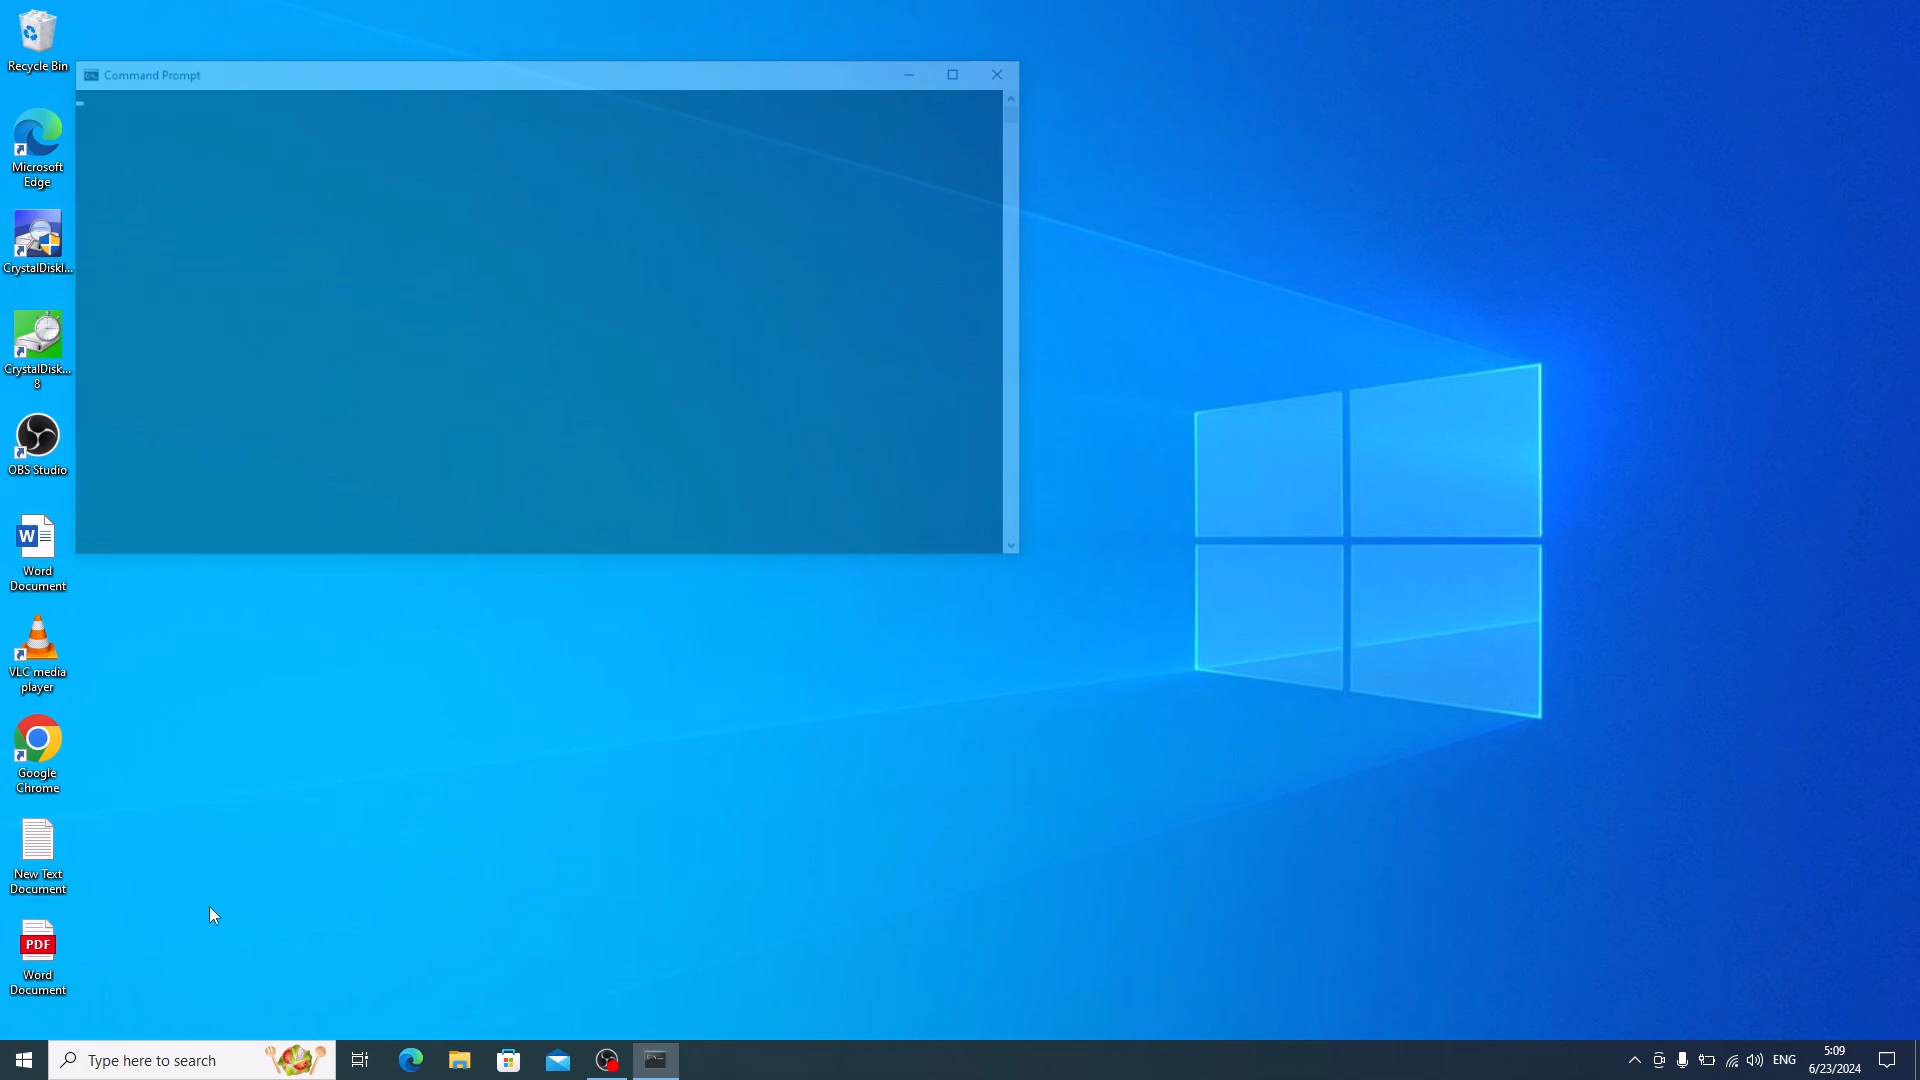 Recycle Bin
Command Prompt
Microsoft
Edge
CrystalDiskI...
CrystalDisk...
8
OBS Studio
W
Word
Document
VLC media
player
Google
Chrome
New Text
Document
PDF
Word
Document
Type here to search
ENG
5:09
6/23/2024